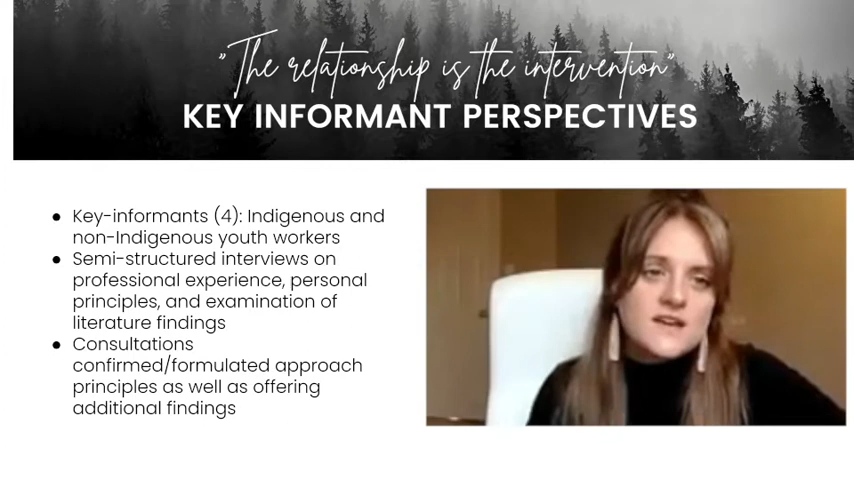 "The relationship is the intervention"
KEY INFORMANT PERSPECTIVES
● Key-informants (4): Indigenous and
non-Indigenous youth workers
● Semi-structured interviews on
professional experience, personal
principles, and examination of
literature findings
● Consultations
confirmed/formulated approach
principles as well as offering
additional findings